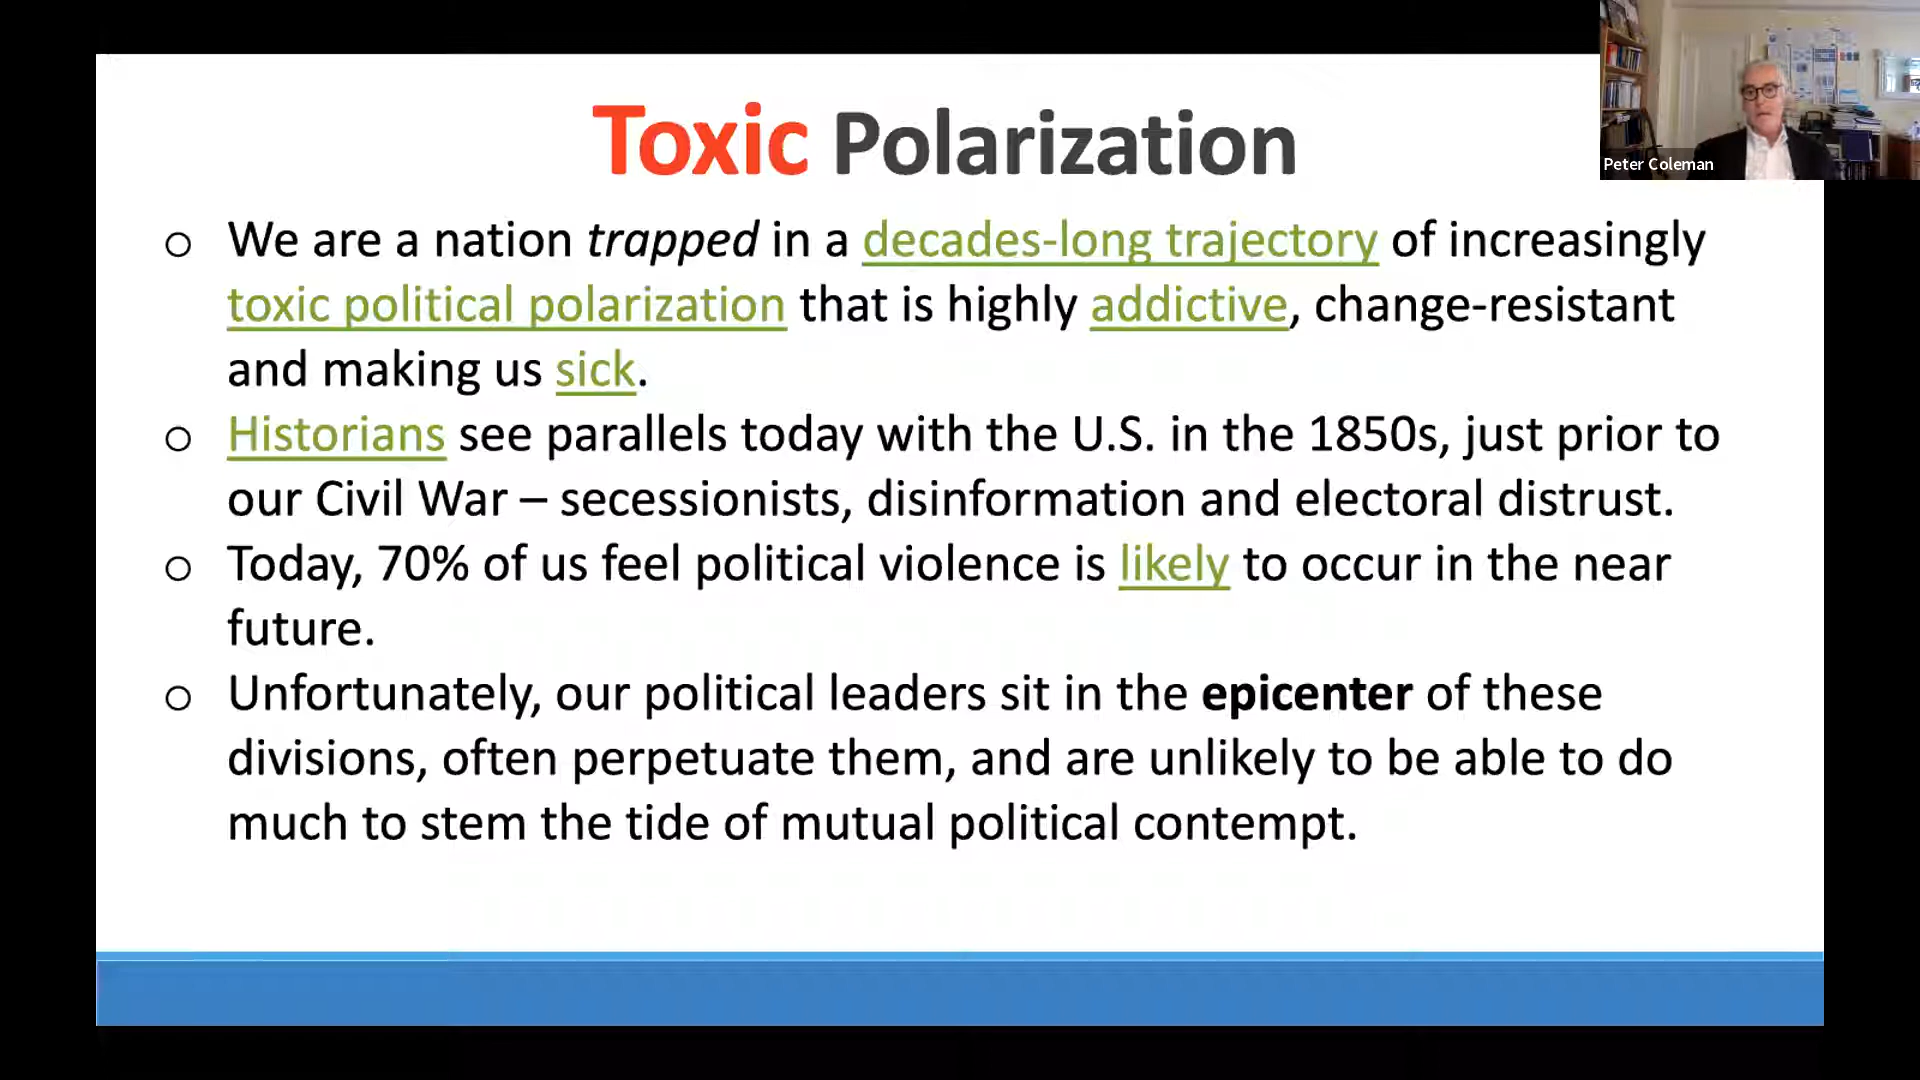 Toxic Polarization
Peter Coleman
We are a nation trapped in a decades-long trajectory of increasingly
toxic political polarization that is highly addictive, change-resistant
and making us sick.
Historians see parallels today with the U.S. in the 1850s, just prior to
our Civil War – secessionists, disinformation and electoral distrust.
Today, 70% of us feel political violence is likely to occur in the near
future.
Unfortunately, our political leaders sit in the epicenter of these
divisions, often perpetuate them, and are unlikely to be able to do
much to stem the tide of mutual political contempt.